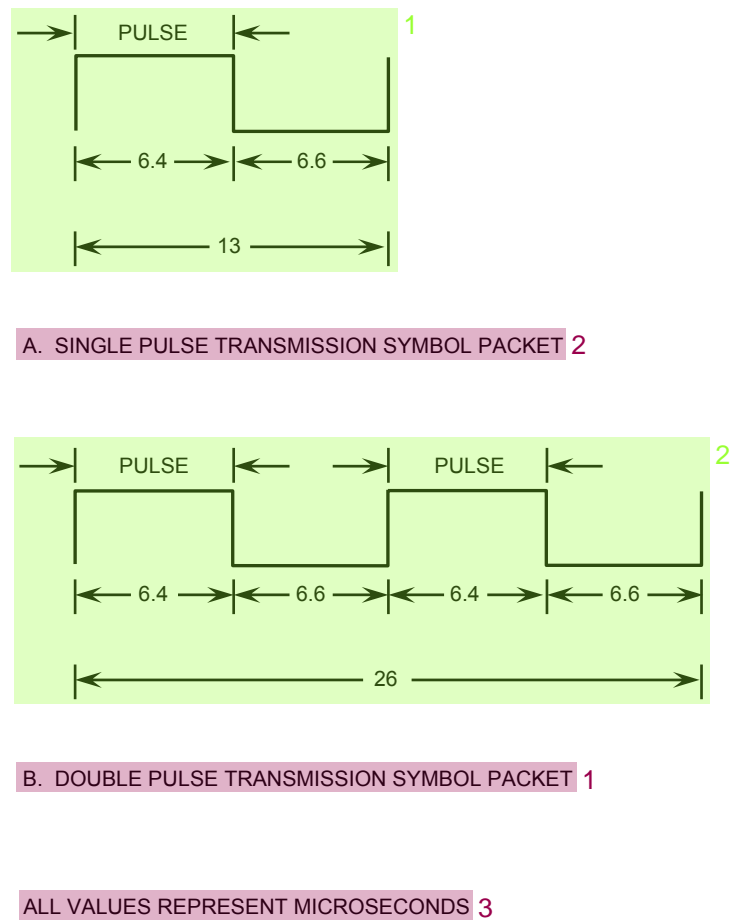 PULSE 1
6.4 6.6
13
A. SINGLE PULSE TRANSMISSION SYMBOL PACKET 2
PULSE PULSE 2
6.4 6.6 6.4 6.6
26
B. DOUBLE PULSE TRANSMISSION SYMBOL PACKET 1
ALL VALUES REPRESENT MICROSECONDS 3